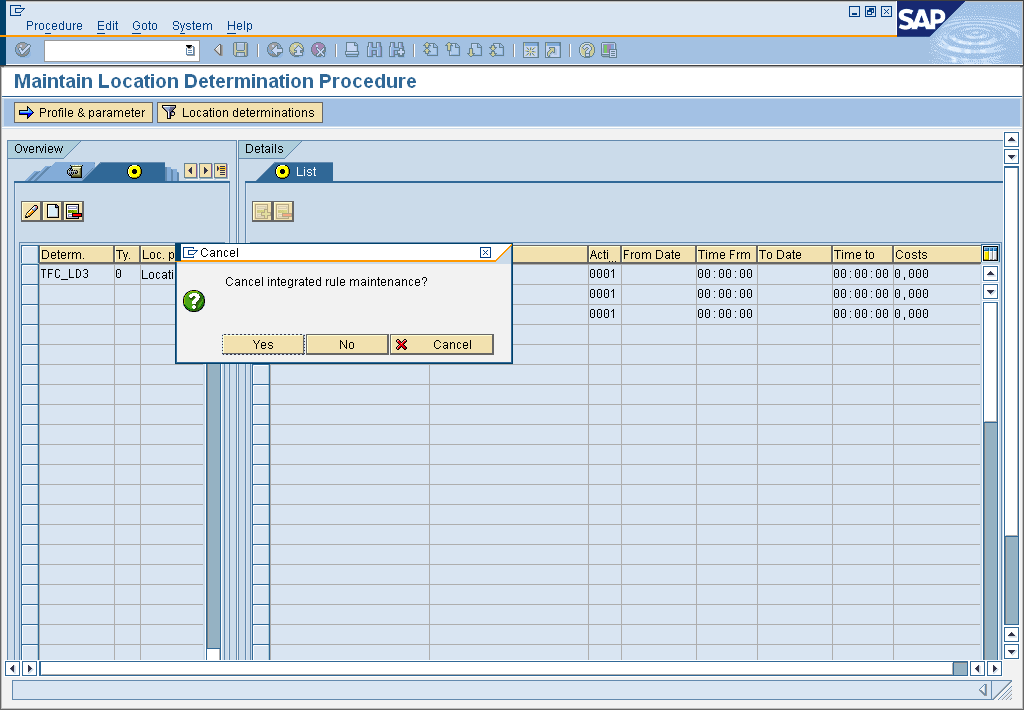 Procedure Edit Goto System Help
SAP
Maintain Location Determination Procedure
Profile & parameter Location determinations
Overview Details
List
Determ. Ty. Loc. p Acti.. From Date Time Frm To Date Time to Costs
TFC_LD3 0 Locati 0001 00:00:00 00:00:00 0,000
0001 00:00:00 00:00:00 0,000
0001 00:00:00 00:00:00 0,000
Cancel
Cancel integrated rule maintenance?
Yes No Cancel